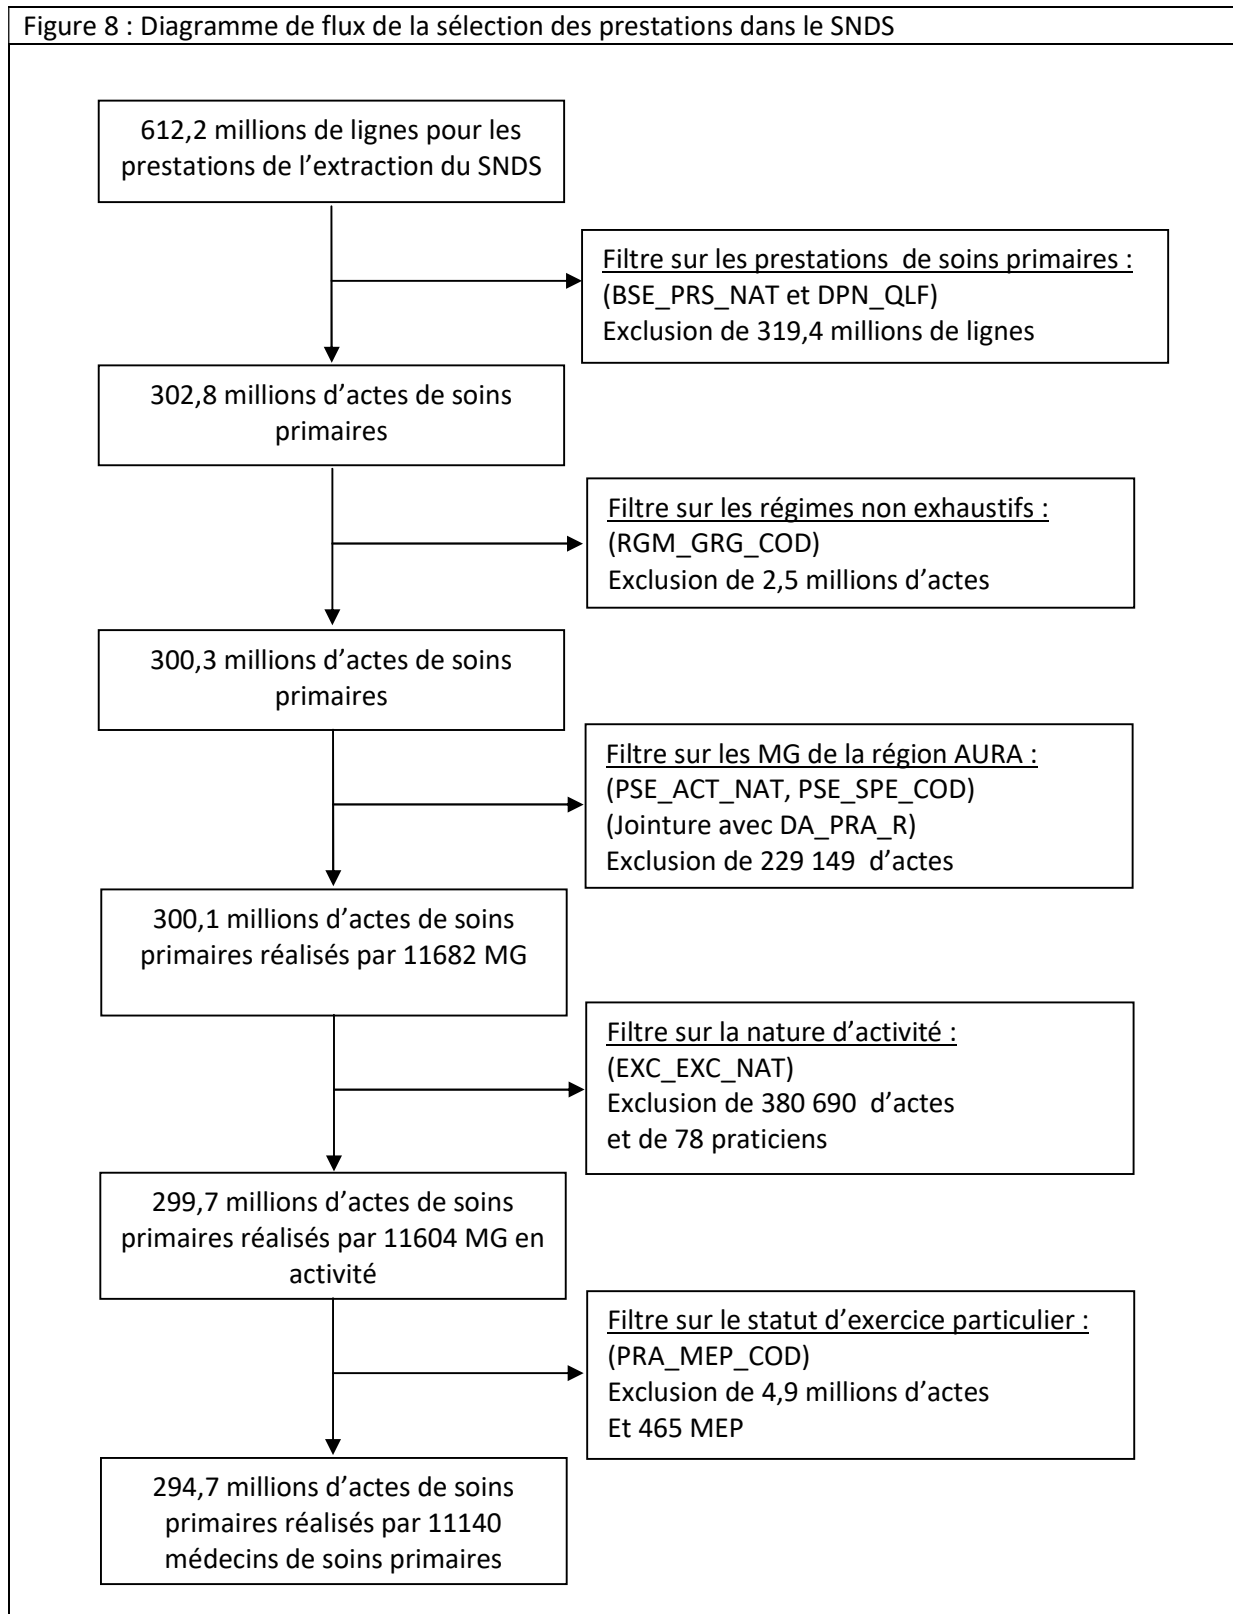 Figure 8 : Diagramme de flux de la sélection des prestations dans le SNDS
612,2 millions de lignes pour les
prestations de l’extraction du SNDS
Filtre sur les prestations de soins primaires :
(BSE_PRS_NAT et DPN_QLF)
Exclusion de 319,4 millions de lignes
302,8 millions d’actes de soins
primaires
Filtre sur les régimes non exhaustifs :
(RGM_GRG_COD)
Exclusion de 2,5 millions d’actes
300,3 millions d’actes de soins
primaires
Filtre sur les MG de la région AURA :
(PSE_ACT_NAT, PSE_SPE_COD)
(Jointure avec DA_PRA_R)
Exclusion de 229 149 d’actes
300,1 millions d’actes de soins
primaires réalisés par 11682 MG
Filtre sur la nature d’activité :
(EXC_EXC_NAT)
Exclusion de 380 690 d’actes
et de 78 praticiens
299,7 millions d’actes de soins
primaires réalisés par 11604 MG en
activité
Filtre sur le statut d’exercice particulier :
(PRA_MEP_COD)
Exclusion de 4,9 millions d’actes
Et 465 MEP
294,7 millions d’actes de soins
primaires réalisés par 11140
médecins de soins primaires